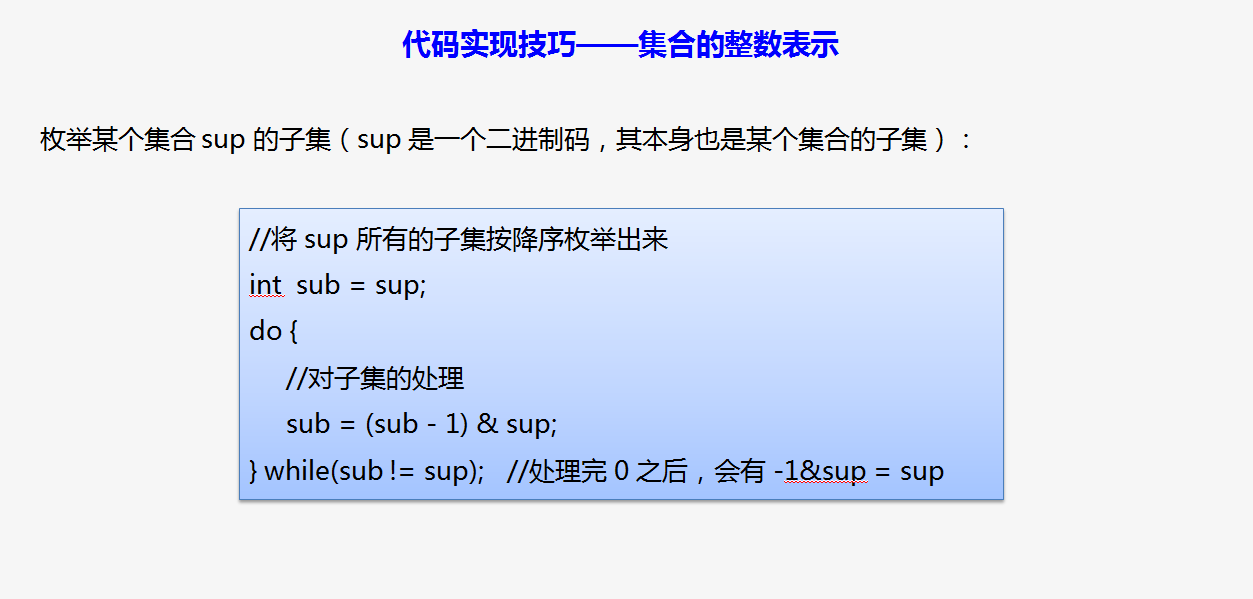 代码实现技巧——集合的整数表示
枚举某个集合 sup 的子集（sup 是一个二进制码，其本身也是某个集合的子集）：
//将 sup 所有的子集按降序枚举出来
int sub = sup;
do {
//对子集的处理
sub = (sub - 1) & sup;
} while(sub != sup); //处理完 0 之后，会有 -1&sup = sup